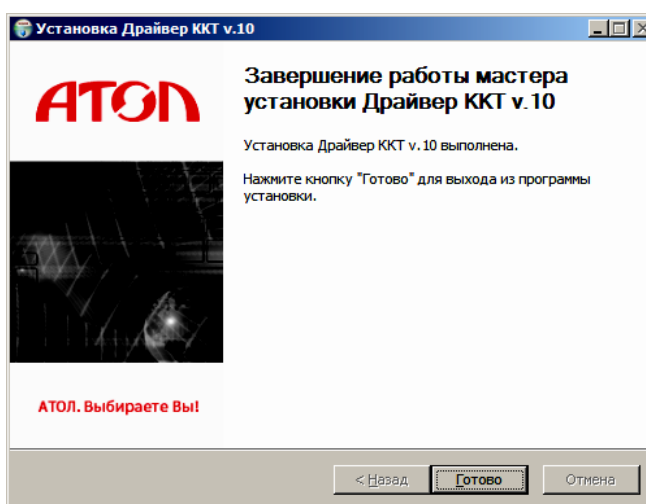 Установка Драйвер ККТ v.10
АТОЛ
Завершение работы мастера
установки Драйвер ККТ v.10
Установка Драйвер ККТ v.10 выполнена.
Нажмите кнопку "Готово" для выхода из программы
установки.
АТОЛ. Выбираете Вы!
< Назад
Готово
Отмена